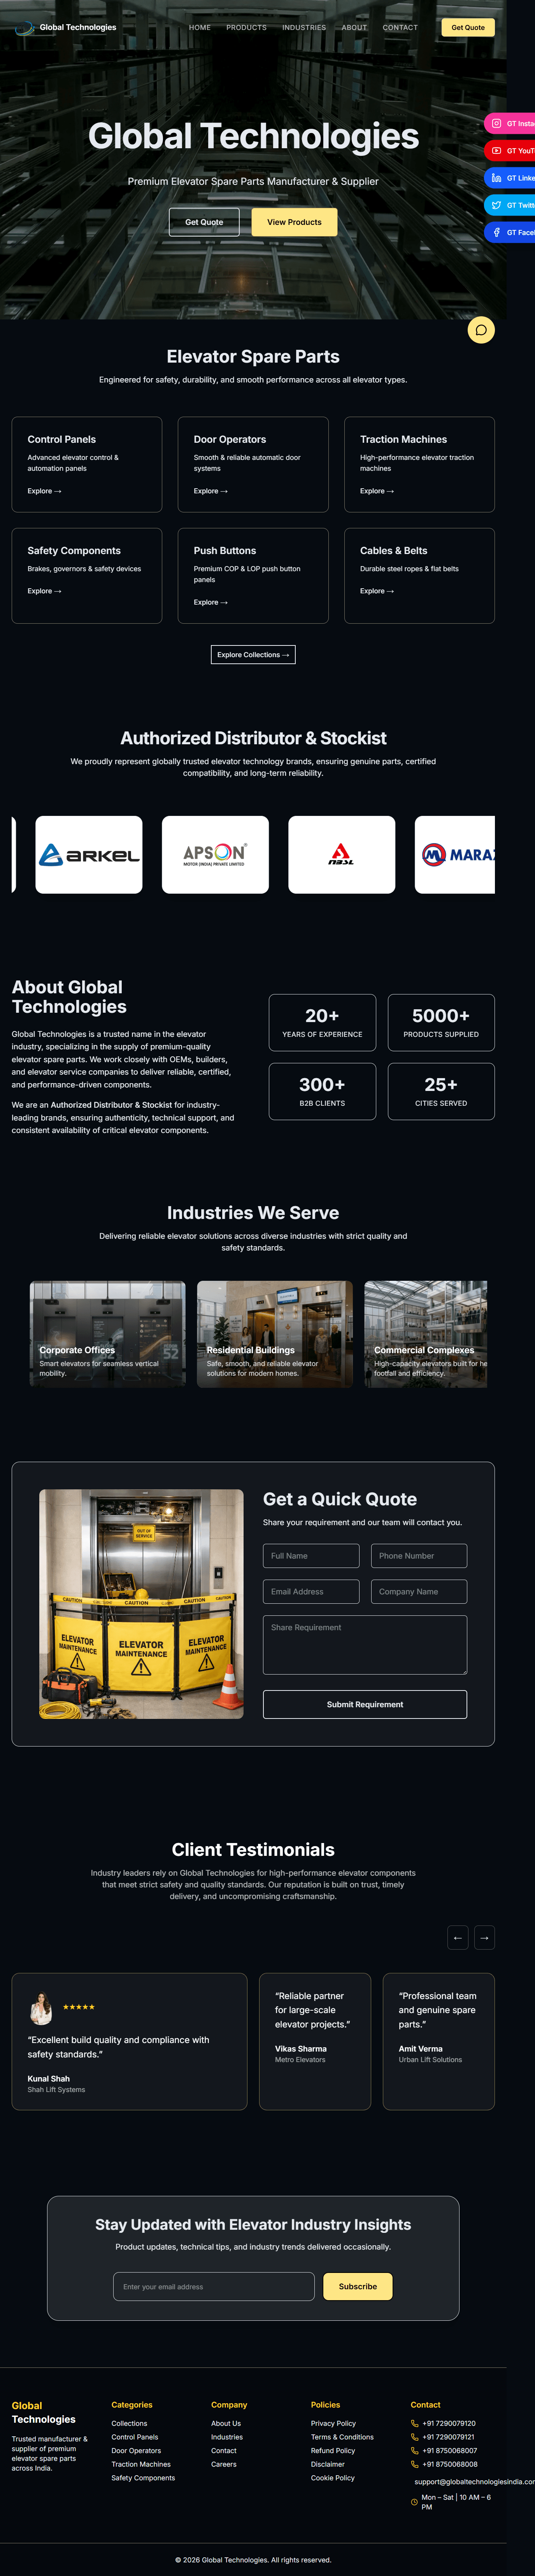 Global Technologies
HOME PRODUCTS INDUSTRIES ABOUT CONTACT
Get Quote
Global Technologies
Premium Elevator Spare Parts Manufacturer & Supplier
Get Quote
View Products
GT Insta
GT YouT
GT Linke
GT Twitt
GT Face
Elevator Spare Parts
Engineered for safety, durability, and smooth performance across all elevator types.
Control Panels
Advanced elevator control &
automation panels
Explore →
Door Operators
Smooth & reliable automatic door
systems
Explore →
Traction Machines
High-performance elevator traction
machines
Explore →
Safety Components
Brakes, governors & safety devices
Explore →
Push Buttons
Premium COP & LOP push button
panels
Explore →
Cables & Belts
Durable steel ropes & flat belts
Explore →
Explore Collections →
Authorized Distributor & Stockist
We proudly represent globally trusted elevator technology brands, ensuring genuine parts, certified
compatibility, and long-term reliability.
ARKEL
APSON
MOTOR (INDIA) PRIVATE LIMITED
NBSL
MARAZ
About Global
Technologies
Global Technologies is a trusted name in the elevator
industry, specializing in the supply of premium-quality
elevator spare parts. We work closely with OEMs, builders,
and elevator service companies to deliver reliable, certified,
and performance-driven components.
We are an Authorized Distributor & Stockist for industry-
leading brands, ensuring authenticity, technical support, and
consistent availability of critical elevator components.
20+
YEARS OF EXPERIENCE
5000+
PRODUCTS SUPPLIED
300+
B2B CLIENTS
25+
CITIES SERVED
Industries We Serve
Delivering reliable elevator solutions across diverse industries with strict quality and
safety standards.
52
Corporate Offices
Smart elevators for seamless vertical
mobility.
Residential Buildings
Safe, smooth, and reliable elevator
solutions for modern homes.
Commercial Complexes
High-capacity elevators built for he
footfall and efficiency.
OUT OF
SERVICE
CAUTION CAUTION CAUTION
ELEVATOR
MAINTENANCE
ELEVATOR
MAINTENANCE
ELEVATOR
MAINTENANCE
Get a Quick Quote
Share your requirement and our team will contact you.
Full Name
Phone Number
Email Address
Company Name
Share Requirement
Submit Requirement
Client Testimonials
Industry leaders rely on Global Technologies for high-performance elevator components
that meet strict safety and quality standards. Our reputation is built on trust, timely
delivery, and uncompromising craftsmanship.
← →
★★★★★
“Excellent build quality and compliance with
safety standards.”
Kunal Shah
Shah Lift Systems
“Reliable partner
for large-scale
elevator projects.”
Vikas Sharma
Metro Elevators
“Professional team
and genuine spare
parts.”
Amit Verma
Urban Lift Solutions
Stay Updated with Elevator Industry Insights
Product updates, technical tips, and industry trends delivered occasionally.
Enter your email address
Subscribe
Global
Technologies
Trusted manufacturer &
supplier of premium
elevator spare parts
across India.
Categories
Collections
Control Panels
Door Operators
Traction Machines
Safety Components
Company
About Us
Industries
Contact
Careers
Policies
Privacy Policy
Terms & Conditions
Refund Policy
Disclaimer
Cookie Policy
Contact
+91 7290079120
+91 7290079121
+91 8750068007
+91 8750068008
support@globaltechnologiesindia.com
Mon – Sat | 10 AM – 6
PM
© 2026 Global Technologies. All rights reserved.